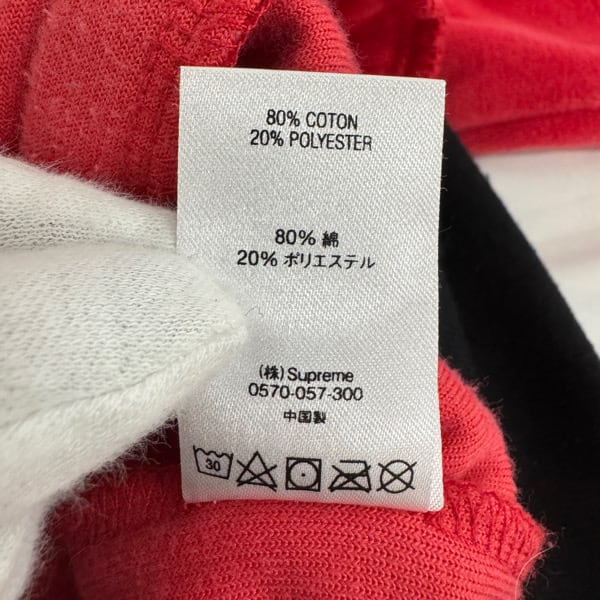 80% COTON
20% POLYESTER
80% 綿
20% ポリエステル
(株)Supreme
0570-057-300
中国製
30